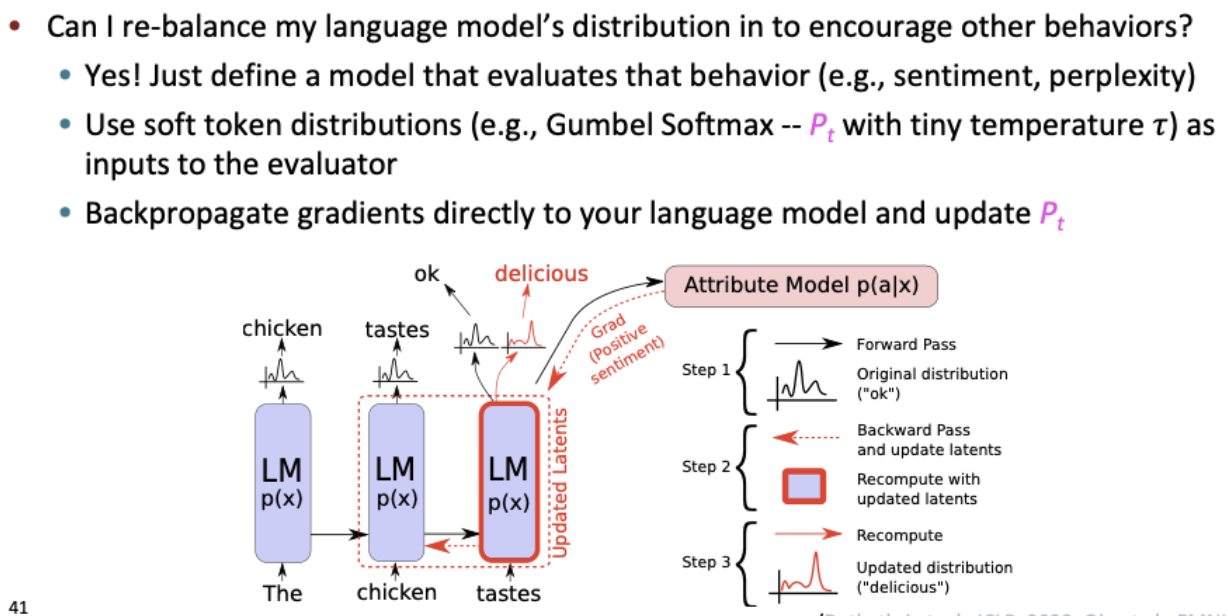 • Can I re-balance my language model's distribution in to encourage other behaviors?
• Yes! Just define a model that evaluates that behavior (e.g., sentiment, perplexity)
• Use soft token distributions (e.g., Gumbel Softmax -- Pt with tiny temperature τ) as
inputs to the evaluator
• Backpropagate gradients directly to your language model and update Pt
ok
delicious
Attribute Model p(a|x)
Grad
(Positive
sentiment)
chicken
tastes
Step 1
Forward Pass
Original distribution
("ok")
LM
p(x)
LM
p(x)
LM
p(x)
Updated Latents
Step 2
Backward Pass
and update latents
Recompute with
updated latents
Step 3
Recompute
Updated distribution
("delicious")
The
chicken
tastes
41